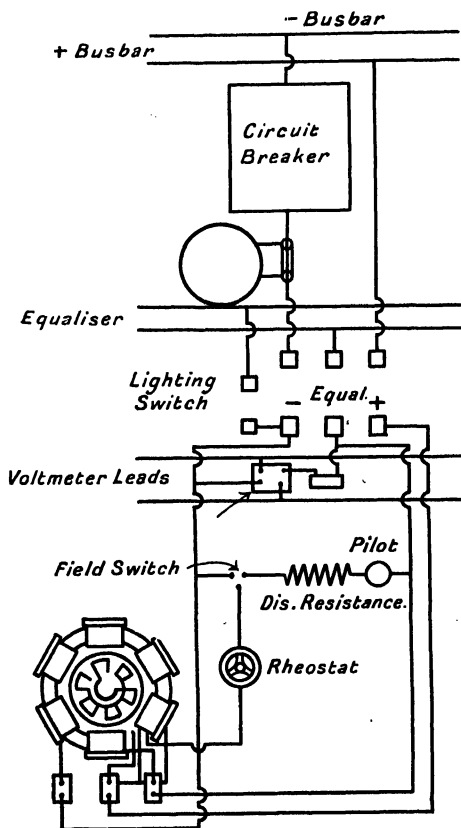 - Busbar
+ Busbar
Circuit
Breaker
Equaliser
Lighting
Switch
- Equal. +
Voltmeter Leads
Pilot
Field Switch
Dis. Resistance.
Rheostat